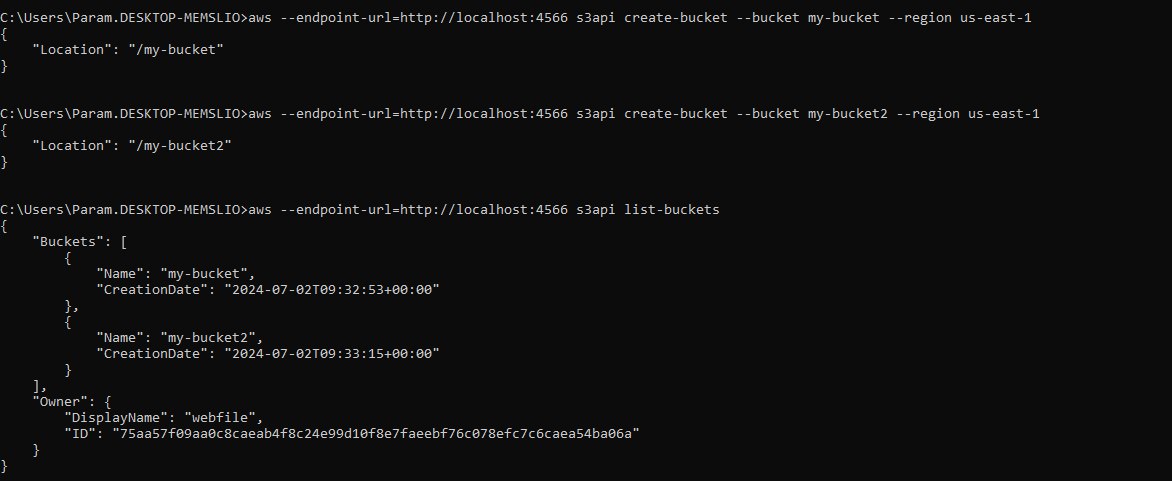 C:\Users\Param.DESKTOP-MEMSLIO>aws --endpoint-url=http://localhost:4566 s3api create-bucket --bucket my-bucket --region us-east-1
{
    "Location": "/my-bucket"
}
C:\Users\Param.DESKTOP-MEMSLIO>aws --endpoint-url=http://localhost:4566 s3api create-bucket --bucket my-bucket2 --region us-east-1
{
    "Location": "/my-bucket2"
}
C:\Users\Param.DESKTOP-MEMSLIO>aws --endpoint-url=http://localhost:4566 s3api list-buckets
{
    "Buckets": [
        {
            "Name": "my-bucket",
            "CreationDate": "2024-07-02T09:32:53+00:00"
        },
        {
            "Name": "my-bucket2",
            "CreationDate": "2024-07-02T09:33:15+00:00"
        }
    ],
    "Owner": {
        "DisplayName": "webfile",
        "ID": "75aa57f09aa0c8caeab4f8c24e99d10f8e7faeebf76c078efc7c6caea54ba06a"
    }
}